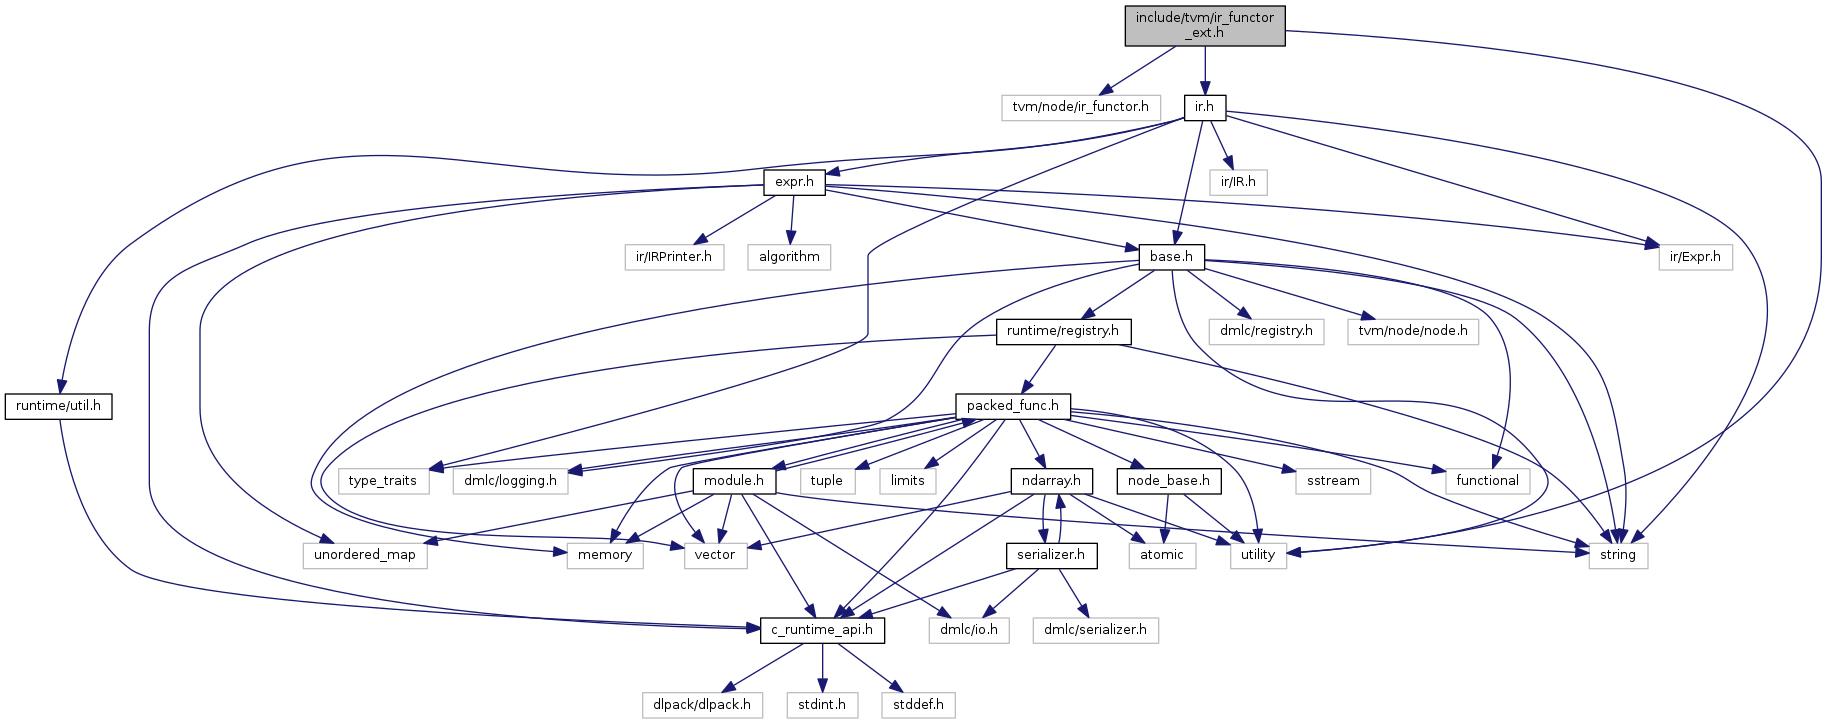 include/tvm/ir_functor
_ext.h
tvm/node/ir_functor.h
ir.h
expr.h
ir/IR.h
ir/IRPrinter.h
algorithm
base.h
ir/Expr.h
runtime/registry.h
dmlc/registry.h
tvm/node/node.h
runtime/util.h
packed_func.h
type_traits
dmlc/logging.h
module.h
tuple
limits
ndarray.h
node_base.h
sstream
functional
unordered_map
memory
vector
serializer.h
atomic
utility
string
c_runtime_api.h
dmlc/io.h
dmlc/serializer.h
dlpack/dlpack.h
stdint.h
stddef.h